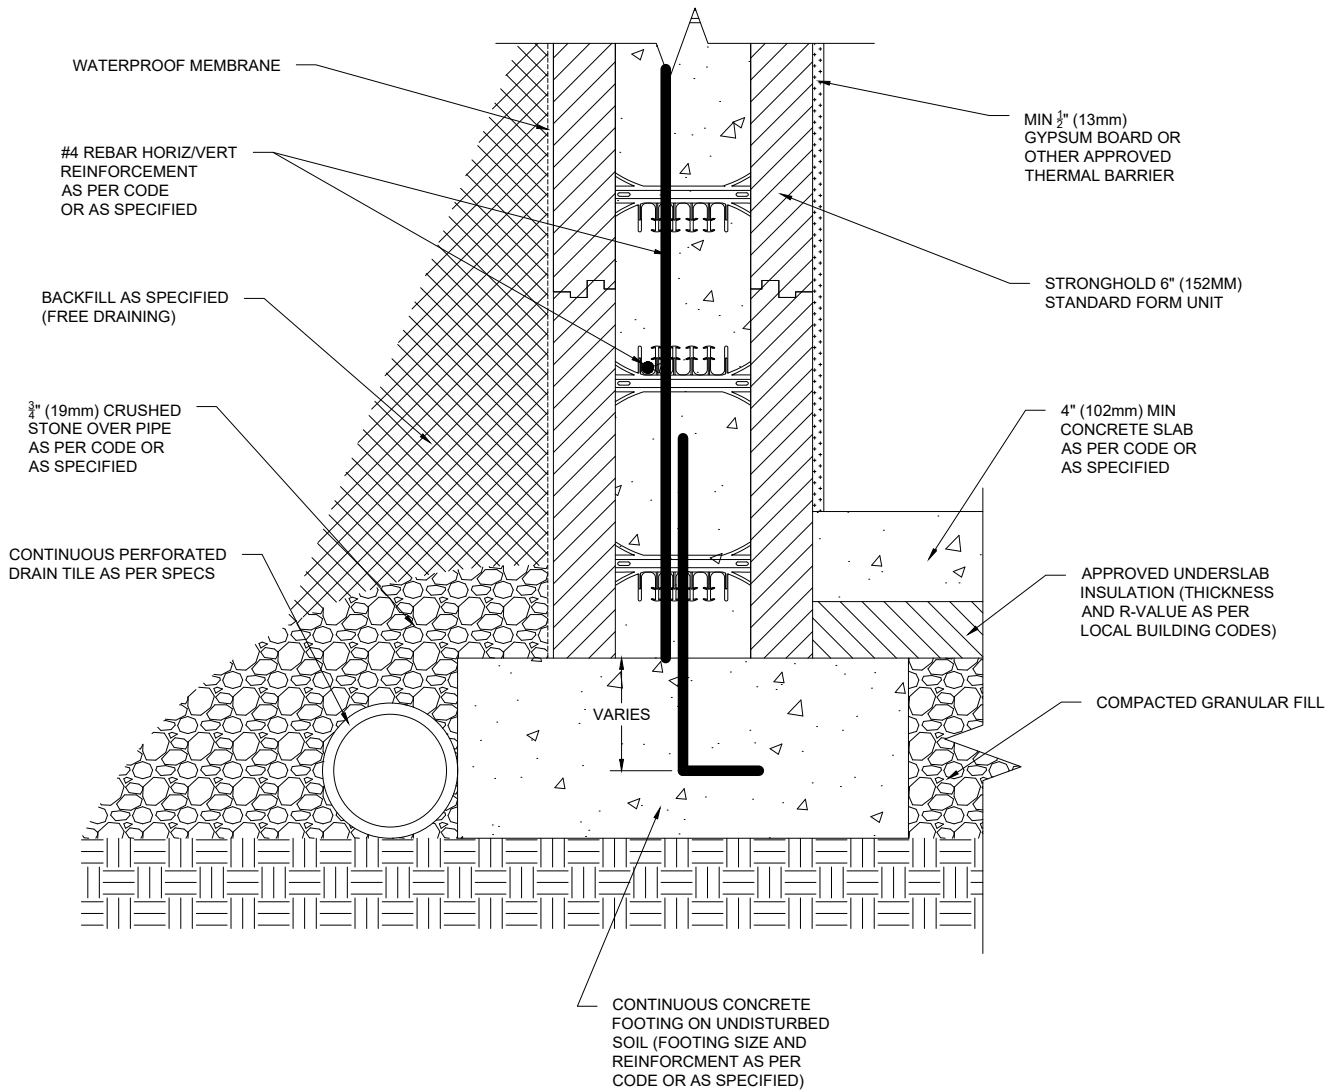 WATERPROOF MEMBRANE
#4 REBAR HORIZ/VERT
REINFORCEMENT
AS PER CODE
OR AS SPECIFIED
BACKFILL AS SPECIFIED
(FREE DRAINING)
3/4" (19mm) CRUSHED
STONE OVER PIPE
AS PER CODE OR
AS SPECIFIED
CONTINUOUS PERFORATED
DRAIN TILE AS PER SPECS
VARIES
MIN 1/2" (13mm)
GYPSUM BOARD OR
OTHER APPROVED
THERMAL BARRIER
STRONGHOLD 6" (152MM)
STANDARD FORM UNIT
4" (102mm) MIN
CONCRETE SLAB
AS PER CODE OR
AS SPECIFIED
APPROVED UNDERSLAB
INSULATION (THICKNESS
AND R-VALUE AS PER
LOCAL BUILDING CODES)
COMPACTED GRANULAR FILL
CONTINUOUS CONCRETE
FOOTING ON UNDISTURBED
SOIL (FOOTING SIZE AND
REINFORCMENT AS PER
CODE OR AS SPECIFIED)